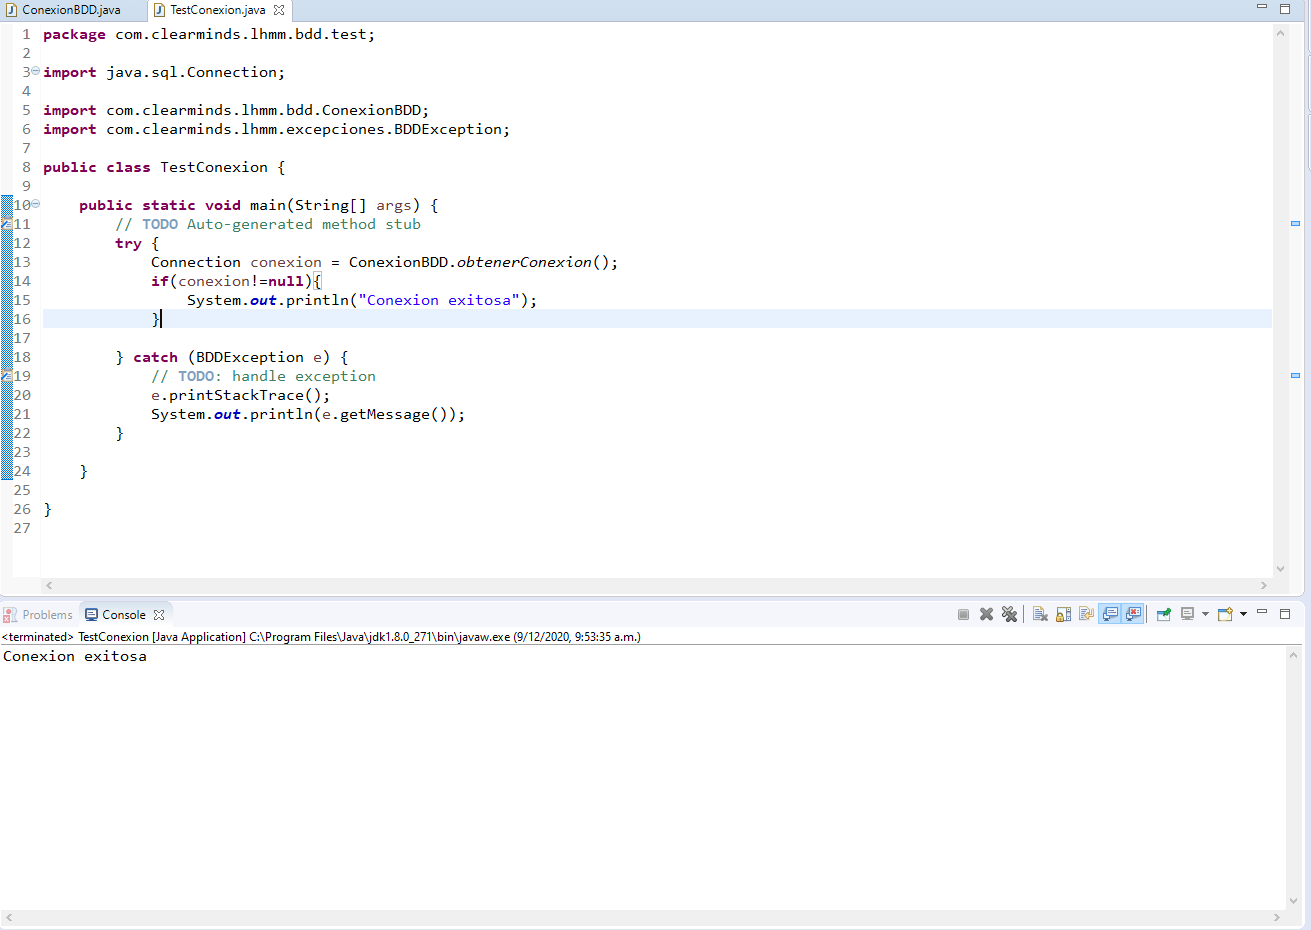 ConexionBDD.java TestConexion.java
1 package com.clearminds.lhmm.bdd.test;
2
3 import java.sql.Connection;
4
5 import com.clearminds.lhmm.bdd.ConexionBDD;
6 import com.clearminds.lhmm.excepciones.BDDException;
7
8 public class TestConexion {
9
10 public static void main(String[] args) {
11 // TODO Auto-generated method stub
12 try {
13 Connection conexion = ConexionBDD.obtenerConexion();
14 if(conexion!=null){
15 System.out.println("Conexion exitosa");
16 }
17
18 } catch (BDDException e) {
19 // TODO: handle exception
20 e.printStackTrace();
21 System.out.println(e.getMessage());
22 }
23
24 }
25
26 }
27
Problems Console
<terminated> TestConexion [Java Application] C:\Program Files\Java\jdk1.8.0_271\bin\javaw.exe (9/12/2020, 9:53:35 a.m.)
Conexion exitosa